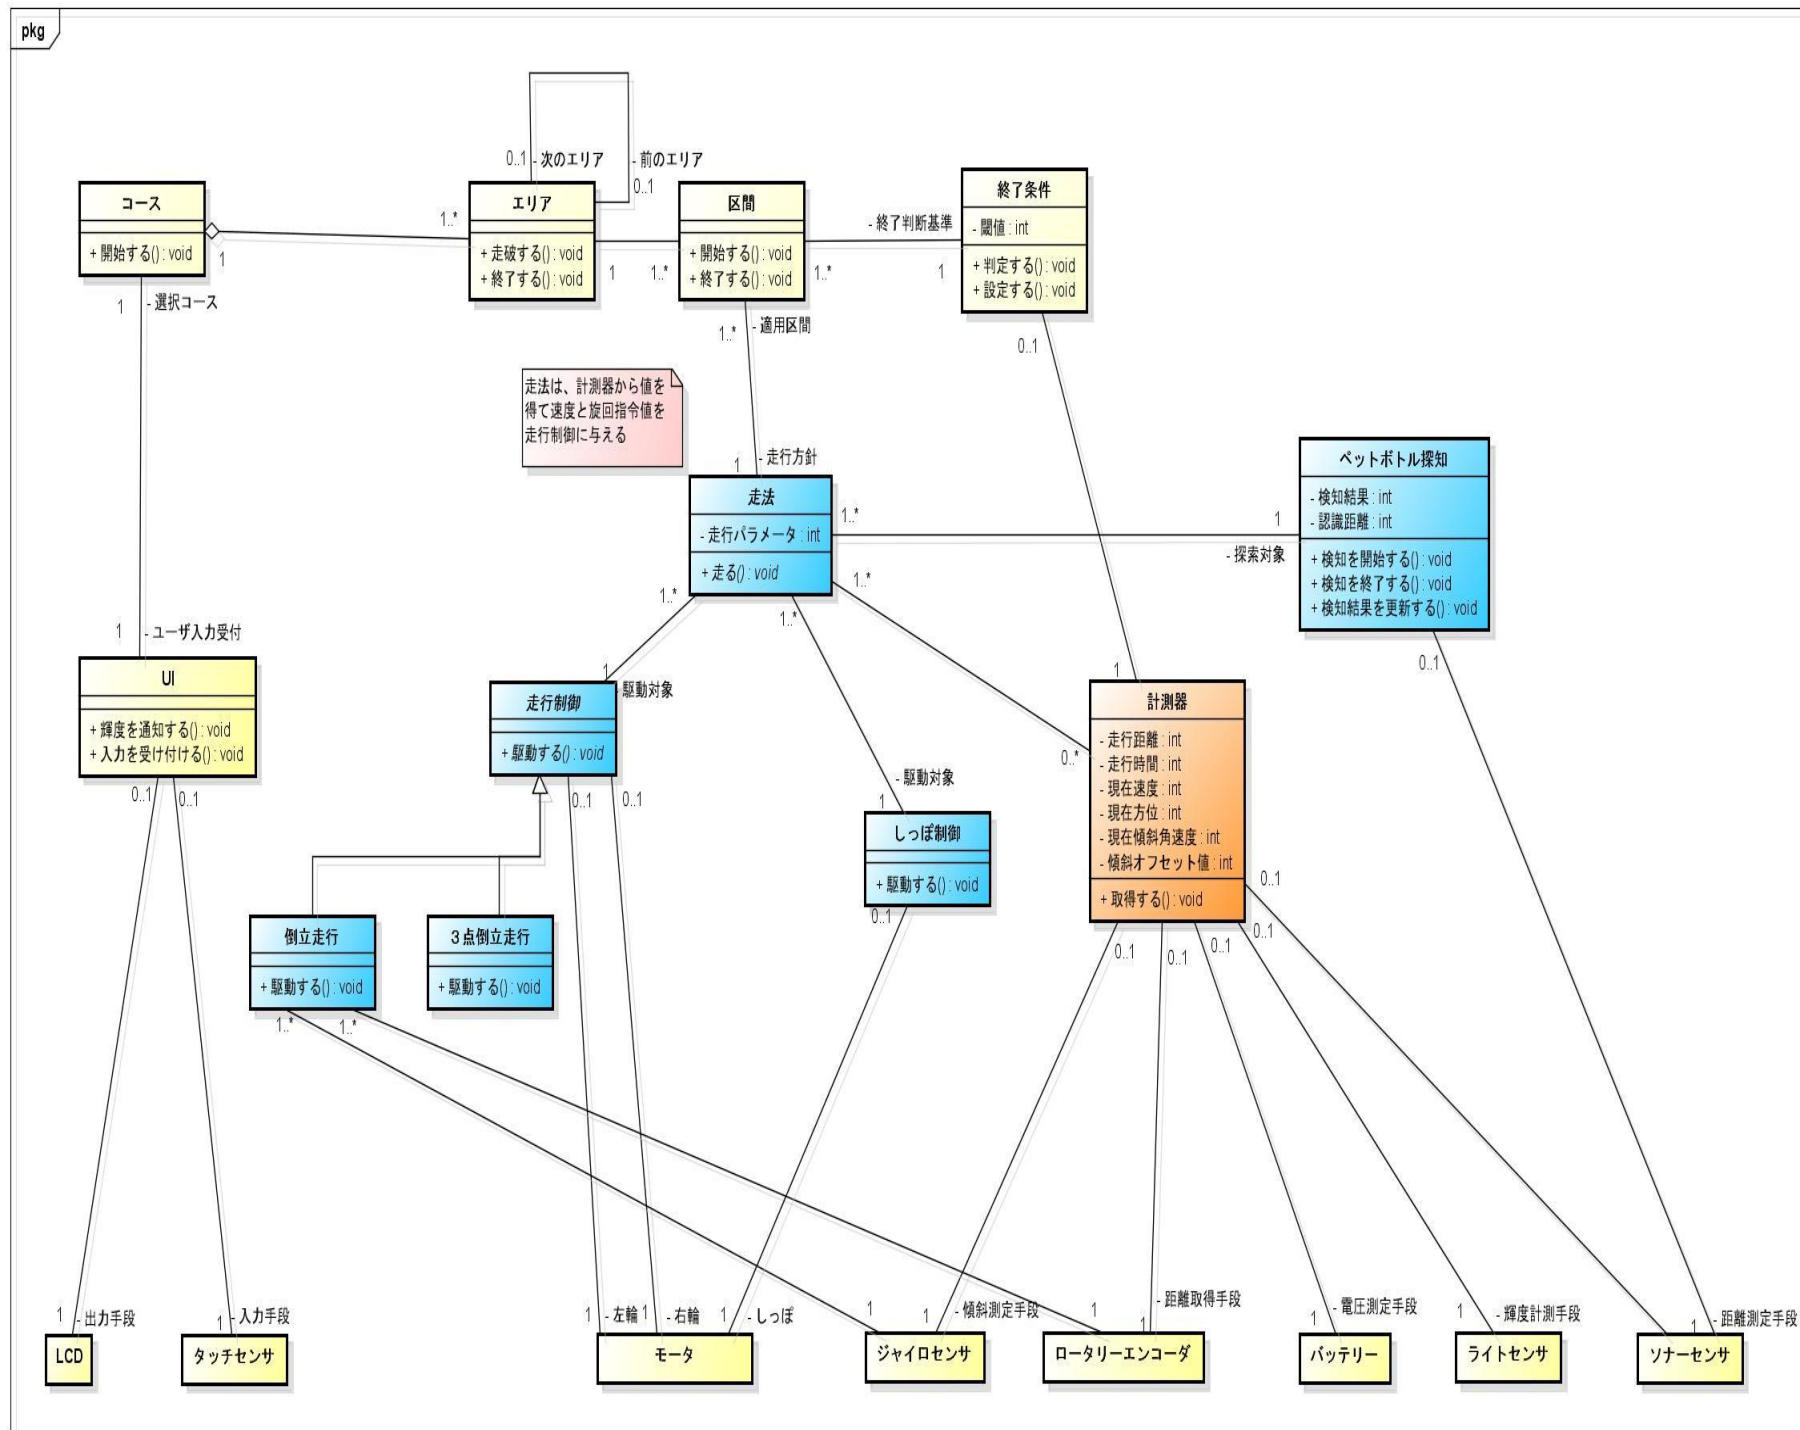 pkg
0..1
- 次のエリア
- 前のエリア
0..1
コース
+ 開始する() : void
1
1..*
エリア
+ 走破する() : void
+ 終了する() : void
1
1..*
区間
+ 開始する() : void
+ 終了する() : void
1..*
- 終了判断基準
1
終了条件
- 閾値 : int
+ 判定する() : void
+ 設定する() : void
1
- 選択コース
1..*
- 適用区間
0..1
走法は、計測器から値を
得て速度と旋回指令値を
走行制御に与える
1
- 走行方針
走法
- 走行パラメータ : int
+ 走る() : void
1..*
1
- 探索対象
ペットボトル探知
- 検知結果 : int
- 認識距離 : int
+ 検知を開始する() : void
+ 検知を終了する() : void
+ 検知結果を更新する() : void
1..*
1..*
1..*
0..1
1
- ユーザ入力受付
UI
+ 輝度を通知する() : void
+ 入力を受け付ける() : void
0..1
0..1
1
- 駆動対象
走行制御
+ 駆動する() : void
0..1
0..1
- 駆動対象
1
しっぽ制御
+ 駆動する() : void
0..1
1
0..*
計測器
- 走行距離 : int
- 走行時間 : int
- 現在速度 : int
- 現在方位 : int
- 現在傾斜角速度 : int
- 傾斜オフセット値 : int
+ 取得する() : void
0..1
0..1
0..1
0..1
0..1
倒立走行
+ 駆動する() : void
1..*
1..*
３点倒立走行
+ 駆動する() : void
1
- 出力手段
LCD
1
- 入力手段
タッチセンサ
1
- 左輪
1
- 右輪
1
- しっぽ
モータ
1
1
- 傾斜測定手段
ジャイロセンサ
1
1
- 距離取得手段
ロータリーエンコーダ
1
- 電圧測定手段
バッテリー
1
- 輝度計測手段
ライトセンサ
1
- 距離測定手段
ソナーセンサ